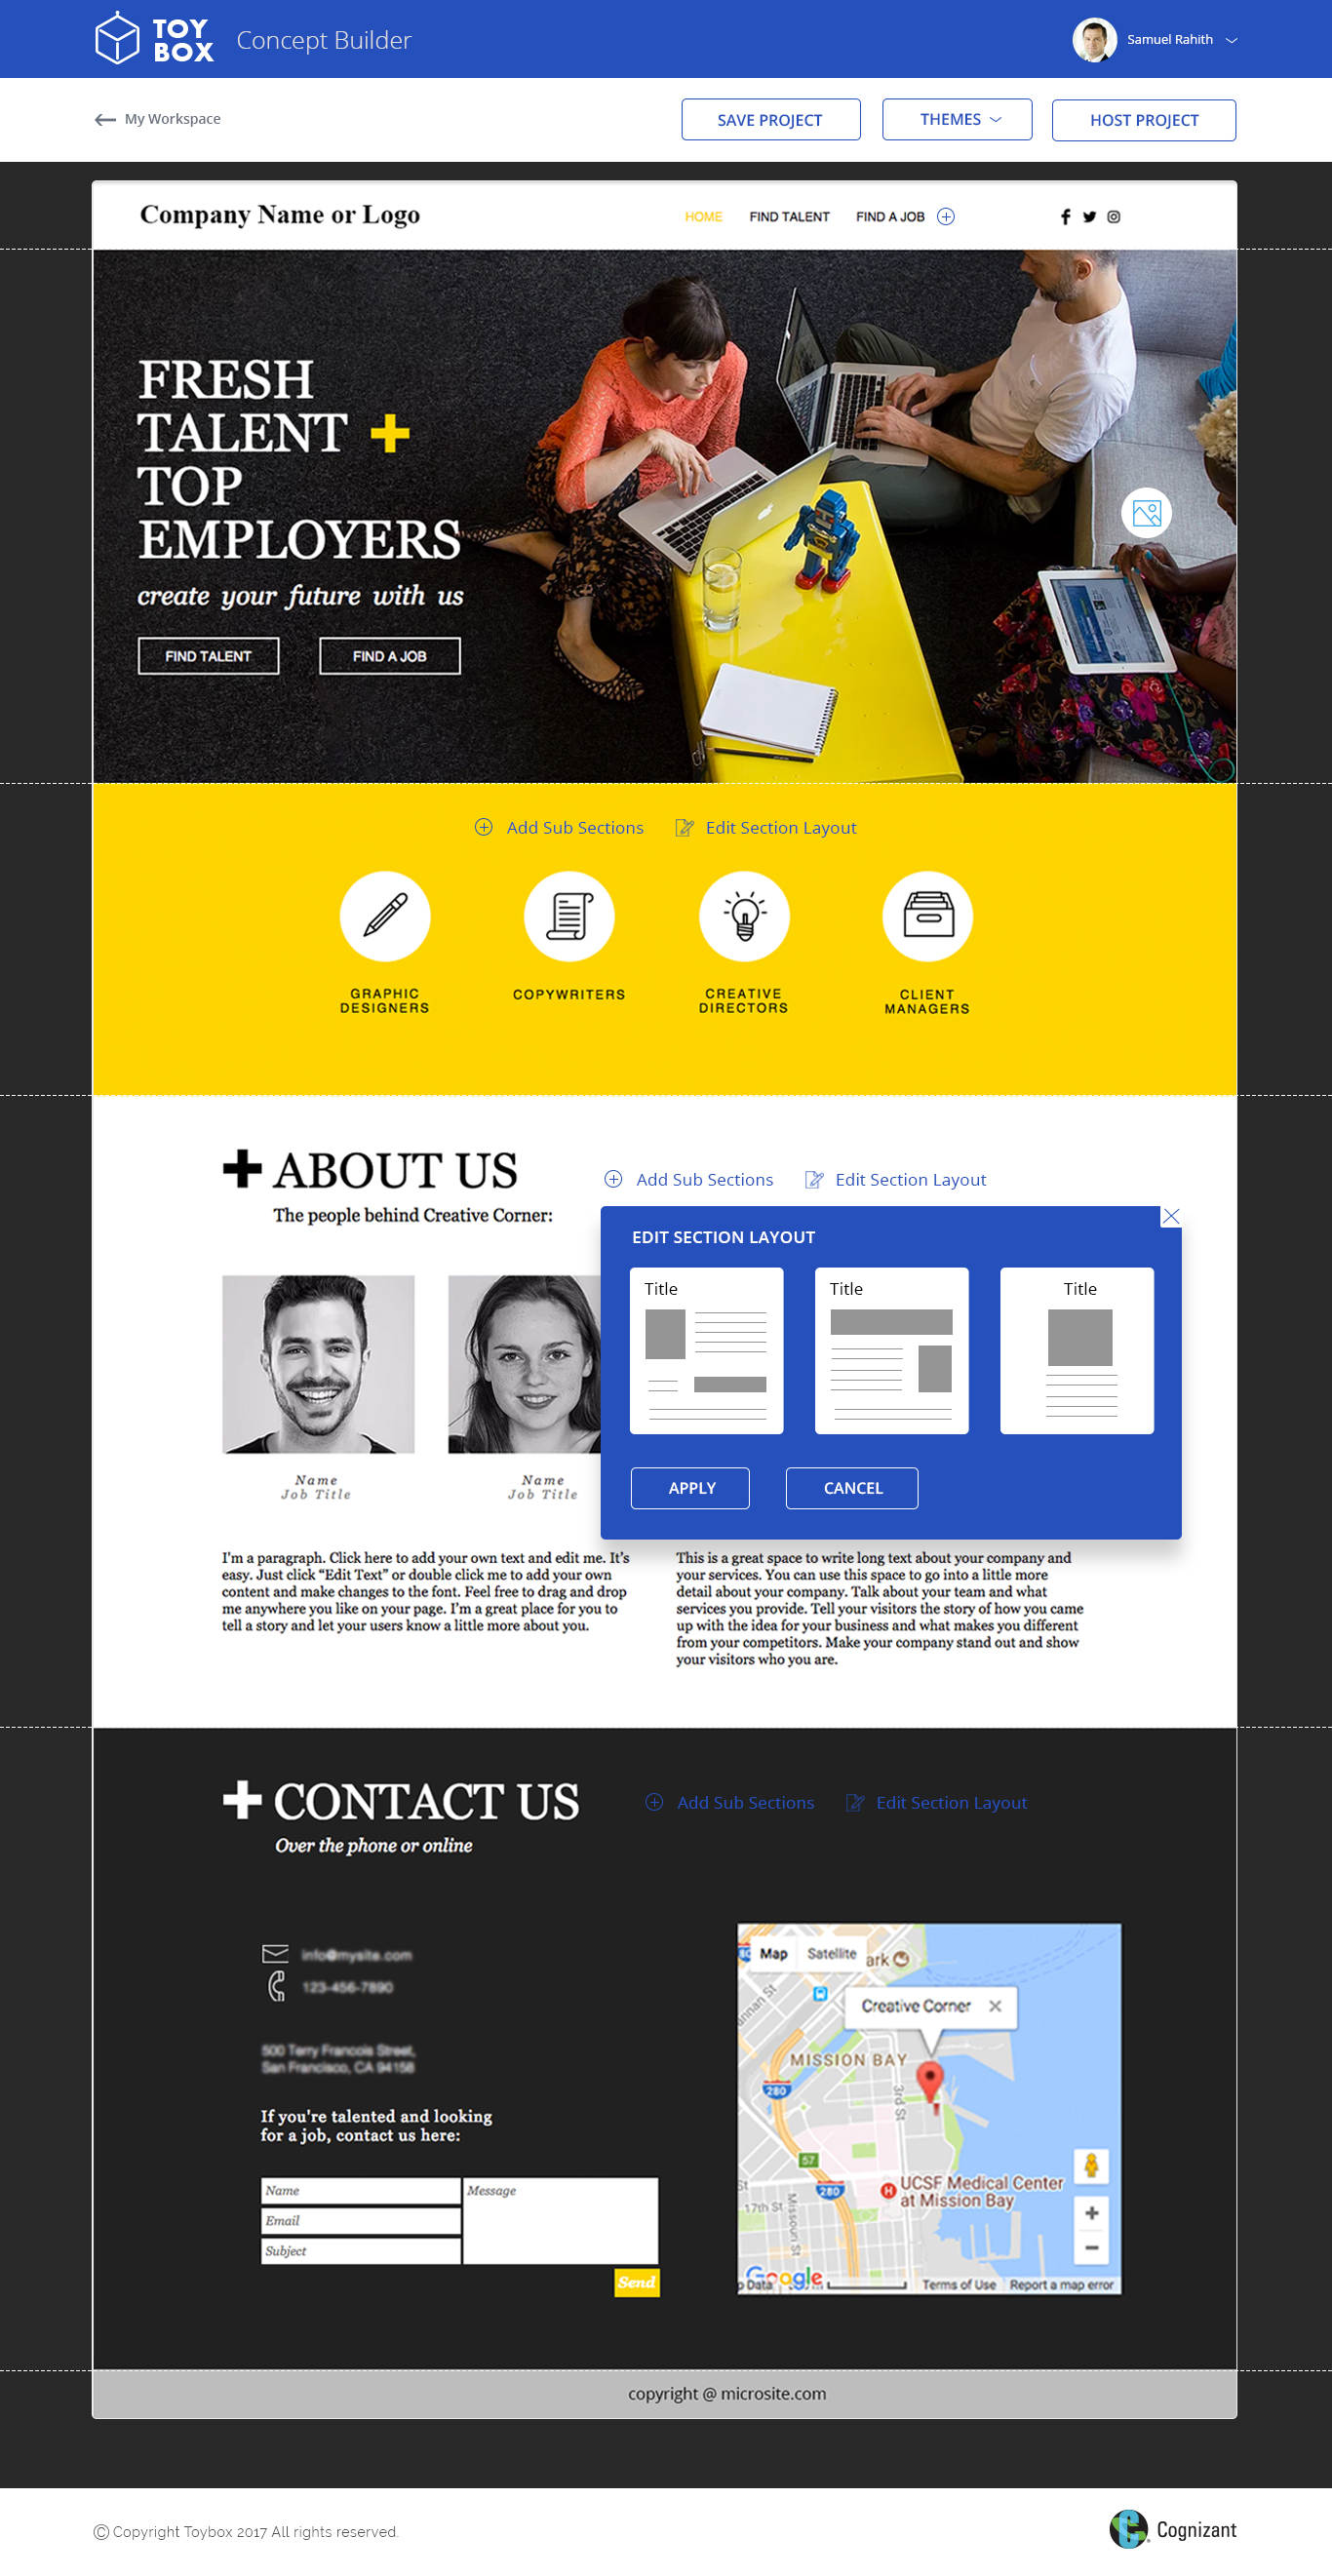 TOY
BOX
Concept Builder
Samuel Rahith
My Workspace
SAVE PROJECT
THEMES
HOST PROJECT
Company Name or Logo
HOME
FIND TALENT
FIND A JOB
FRESH
TALENT +
TOP
EMPLOYERS
create your future with us
FIND TALENT
FIND A JOB
Add Sub Sections
Edit Section Layout
GRAPHIC
DESIGNERS
COPYWRITERS
CREATIVE
DIRECTORS
CLIENT
MANAGERS
+ ABOUT US
The people behind Creative Corner:
Add Sub Sections
Edit Section Layout
EDIT SECTION LAYOUT
Title
Title
Title
APPLY
CANCEL
Name
Job Title
Name
Job Title
I'm a paragraph. Click here to add your own text and edit me. It's
easy. Just click “Edit Text” or double click me to add your own
content and make changes to the font. Feel free to drag and drop
me anywhere you like on your page. I'm a great place for you to
tell a story and let your users know a little more about you.
This is a great space to write long text about your company and
your services. You can use this space to go into a little more
detail about your company. Talk about your team and what
services you provide. Tell your visitors the story of how you came
up with the idea for your business and what makes you different
from your competitors. Make your company stand out and show
your visitors who you are.
+ CONTACT US
Over the phone or online
Add Sub Sections
Edit Section Layout
info@mysite.com
123-456-7890
500 Terry Francois Street,
San Francisco, CA 94158
If you're talented and looking
for a job, contact us here:
Name
Email
Subject
Message
Send
Map
Satellite
ark
annan St
Creative Corner
MISSION BAY
280
3rd St
57
280
H UCSF Medical Center
at Mission Bay
17th St
Missouri St
Google
Data
Terms of Use
Report a map error
copyright @ microsite.com
© Copyright Toybox 2017 All rights reserved.
Cognizant